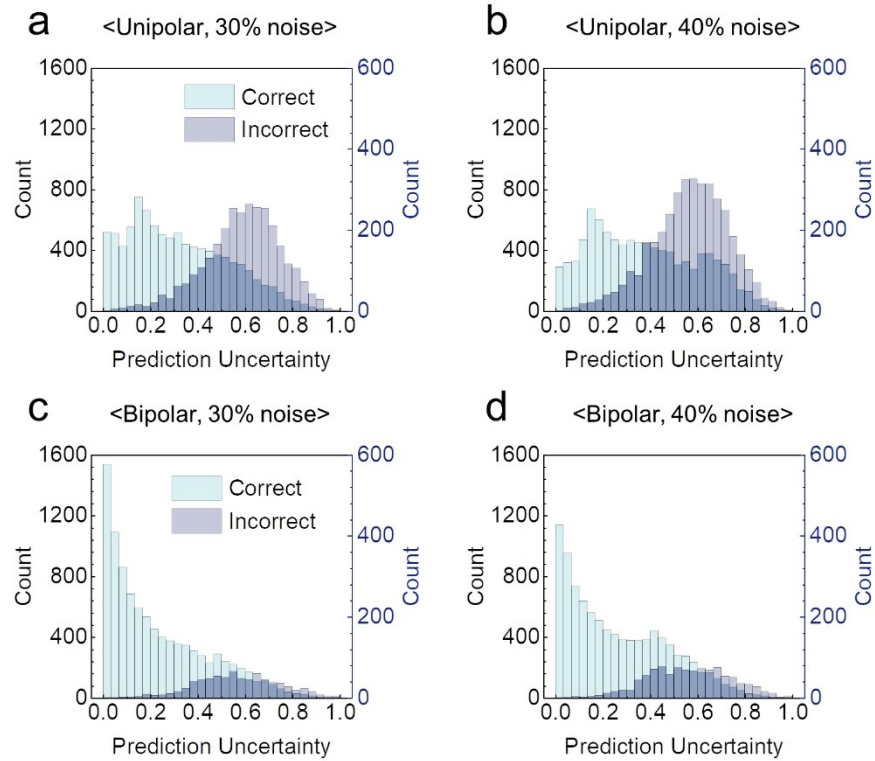 a
<Unipolar, 30% noise>
1600
1200
800
400
0
Count
600
400
200
0
Count
Correct
Incorrect
0.0 0.2 0.4 0.6 0.8 1.0
Prediction Uncertainty
b
<Unipolar, 40% noise>
1600
1200
800
400
0
Count
600
400
200
0
Count
0.0 0.2 0.4 0.6 0.8 1.0
Prediction Uncertainty
c
<Bipolar, 30% noise>
1600
1200
800
400
0
Count
600
400
200
0
Count
Correct
Incorrect
0.0 0.2 0.4 0.6 0.8 1.0
Prediction Uncertainty
d
<Bipolar, 40% noise>
1600
1200
800
400
0
Count
600
400
200
0
Count
0.0 0.2 0.4 0.6 0.8 1.0
Prediction Uncertainty